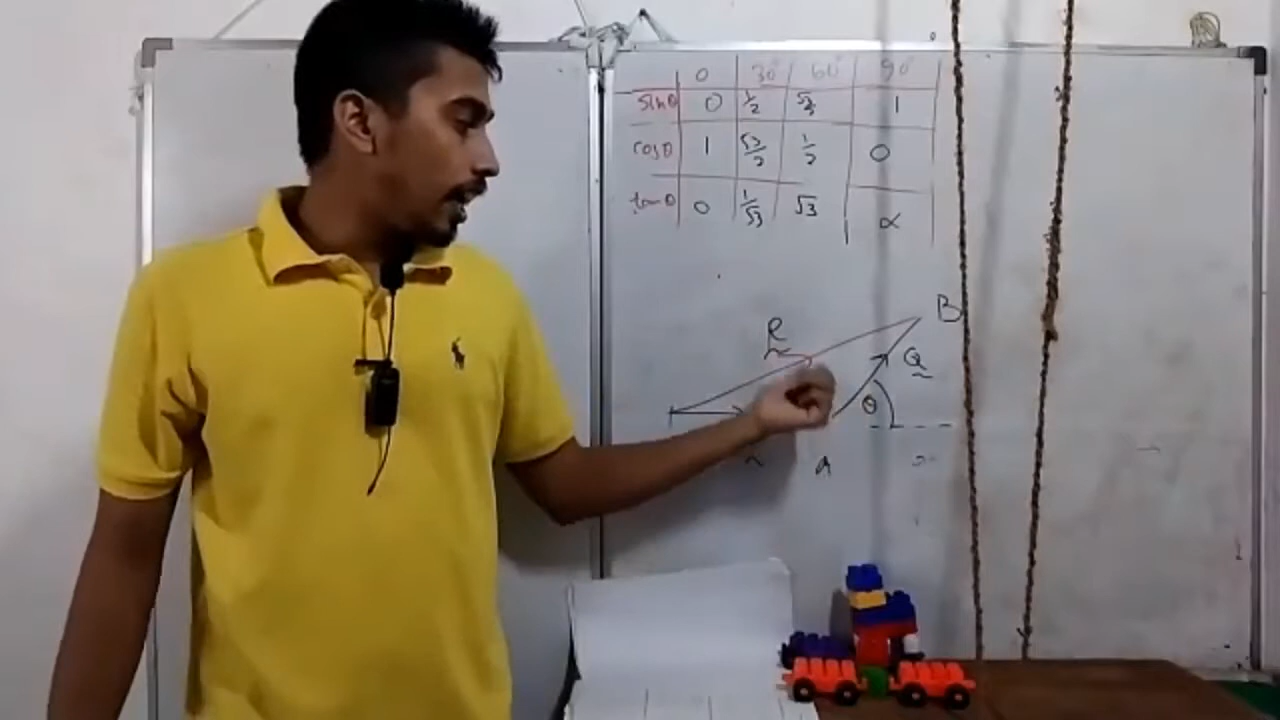 0 30° 60° 90°
sinθ 0 1/2 √3/2 1
cosθ 1 √3/2 1/2 0
tanθ 0 1/√3 √3 α
B
R
Q
θ
A